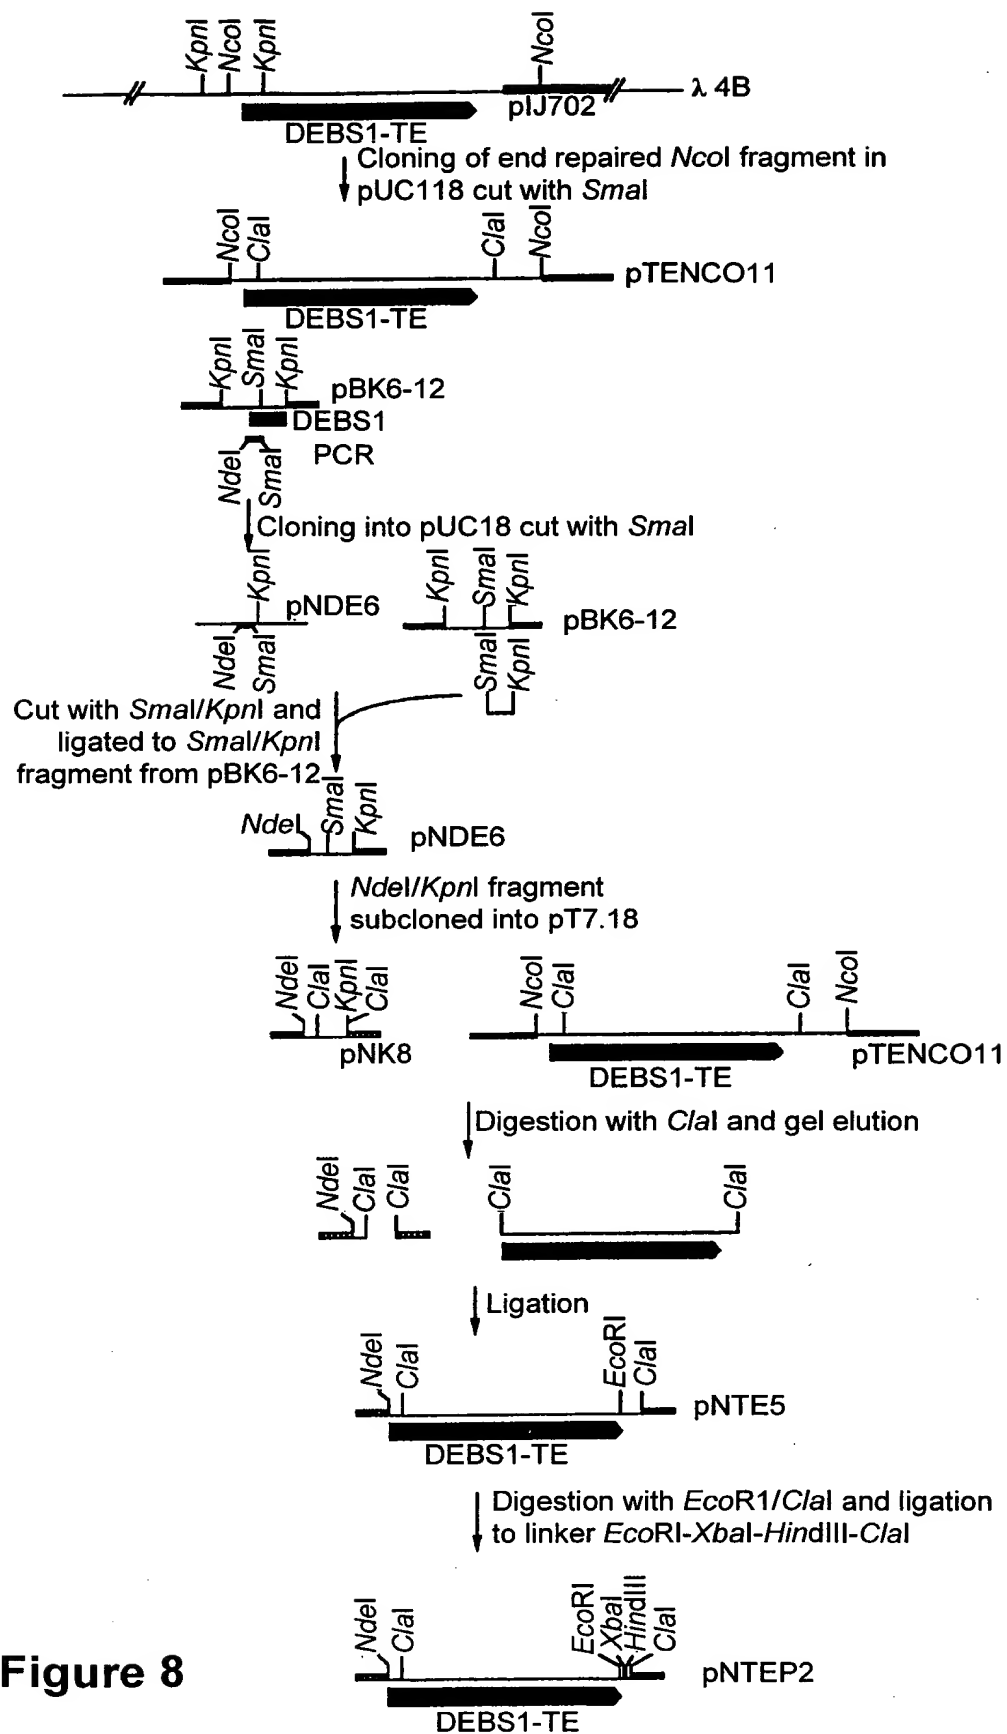 KpnI NcoI KpnI NcoI
λ 4B
pIJ702
DEBS1-TE
Cloning of end repaired NcoI fragment in
pUC118 cut with SmaI
NcoI ClaI ClaI NcoI
pTENCO11
DEBS1-TE
KpnI SmaI KpnI
pBK6-12
DEBS1
PCR
NdeI SmaI
Cloning into pUC18 cut with SmaI
KpnI
pNDE6
NdeI SmaI
KpnI SmaI KpnI
pBK6-12
SmaI KpnI
Cut with SmaI/KpnI and
ligated to SmaI/KpnI
fragment from pBK6-12
NdeI SmaI KpnI
pNDE6
NdeI/KpnI fragment
subcloned into pT7.18
NdeI ClaI KpnI ClaI
pNK8
NcoI ClaI ClaI NcoI
pTENCO11
DEBS1-TE
Digestion with ClaI and gel elution
NdeI ClaI ClaI
ClaI ClaI
Ligation
NdeI ClaI EcoRI ClaI
pNTE5
DEBS1-TE
Digestion with EcoR1/ClaI and ligation
to linker EcoRI-XbaI-HindIII-ClaI
NdeI ClaI EcoRI XbaI HindIII ClaI
pNTEP2
DEBS1-TE
Figure 8